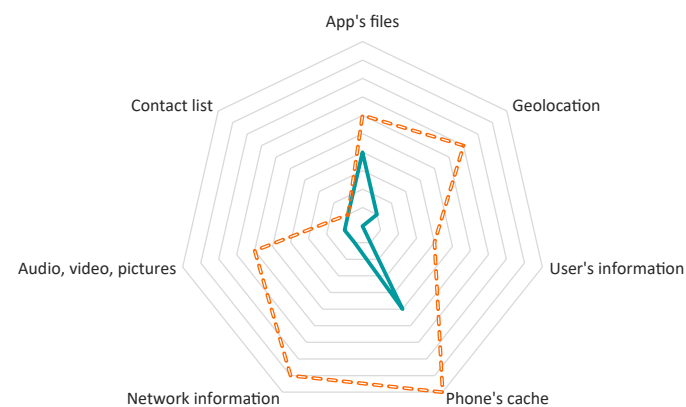 App's files
Contact list
Geolocation
Audio, video, pictures
User's information
Network information
Phone's cache